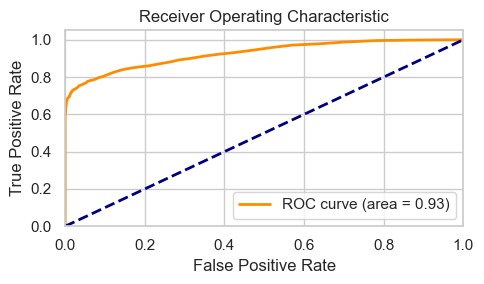 Receiver Operating Characteristic
True Positive Rate
1.0
0.8
0.6
0.4
0.2
0.0
ROC curve (area = 0.93)
0.0 0.2 0.4 0.6 0.8 1.0
False Positive Rate